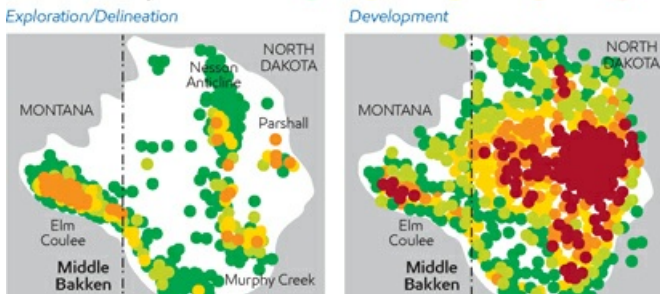 Exploration/Delineation
NORTH
DAKOTA
Nesson
Anticline
MONTANA
Parshall
Elm
Coulee
Middle
Bakken
Murphy Creek
Development
NORTH
DAKOTA
MONTANA
Elm
Coulee
Middle
Bakken